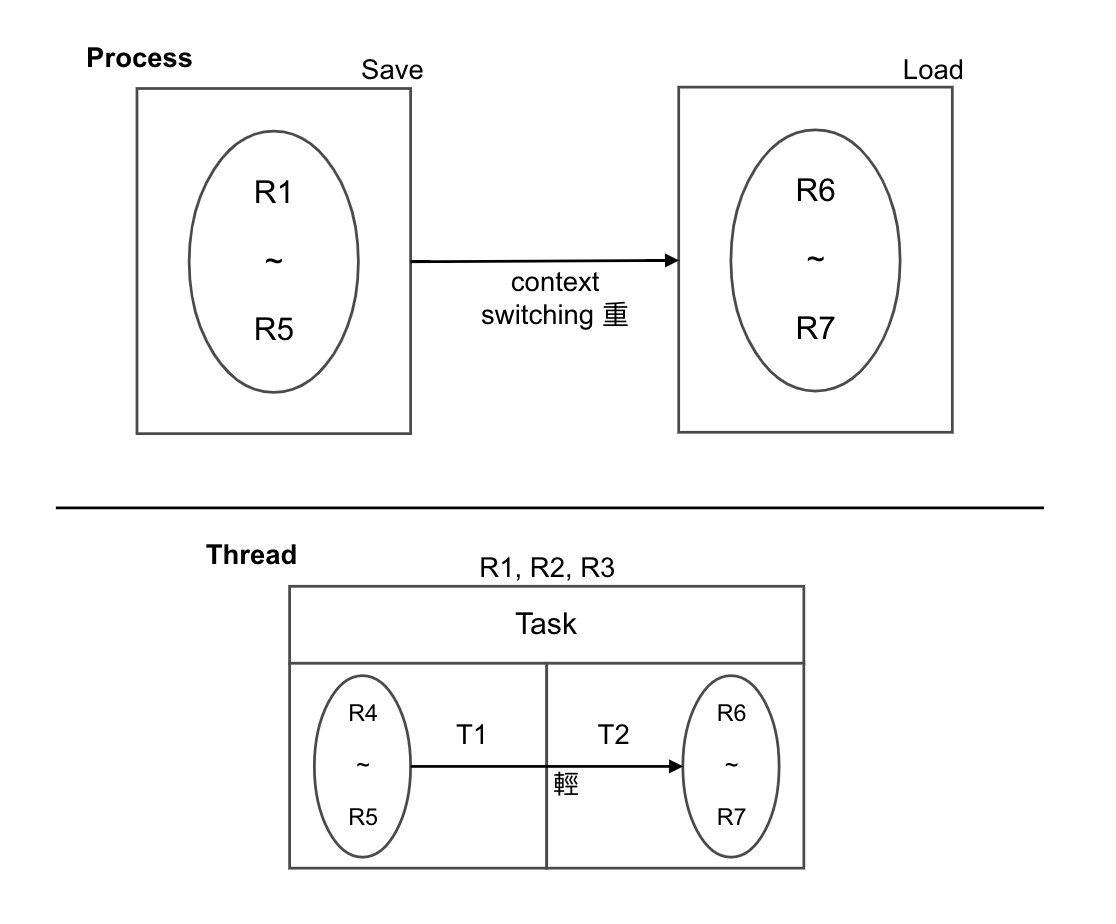 Process
Save
Load
R1
~
R5
R6
~
R7
context
switching 重
Thread
R1, R2, R3
Task
R4
~
R5
T1
T2
輕
R6
~
R7